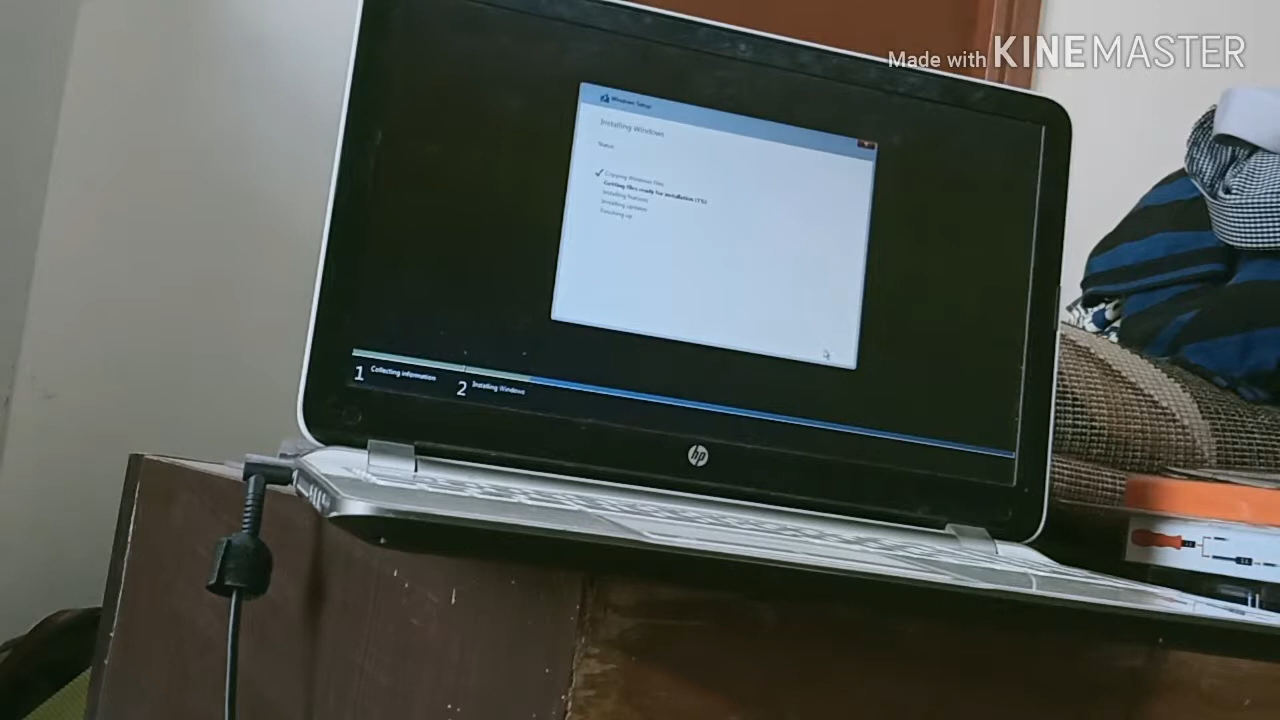 Made with KINEMASTER
Windows Setup
Installing Windows
Status
✓ Copying Windows files
Getting files ready for installation
Installing features
Installing updates
Finishing up
1 Collecting information
2 Installing Windows
hp